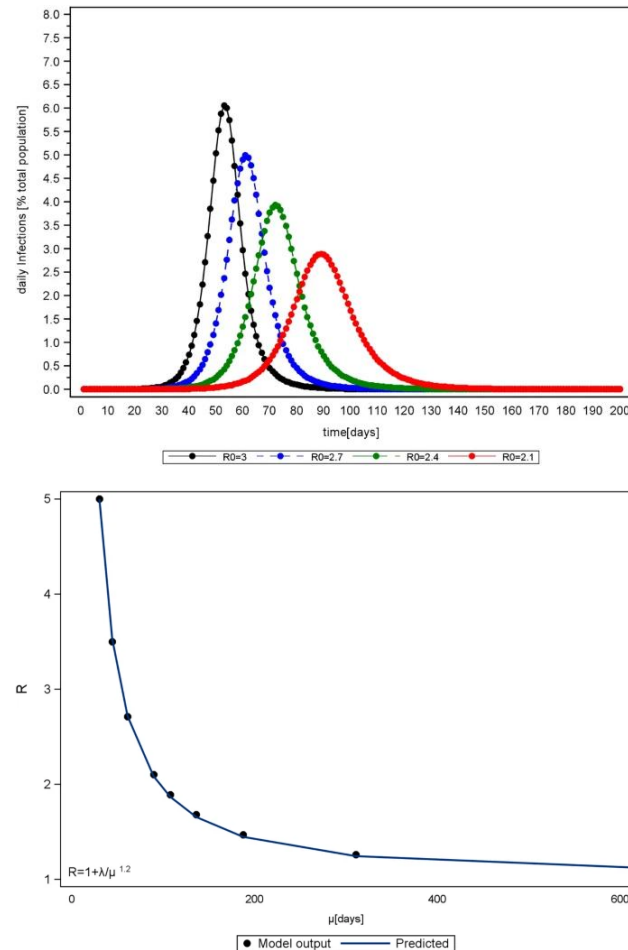 8.0
7.5
7.0
6.5
6.0
5.5
5.0
4.5
4.0
3.5
3.0
2.5
2.0
1.5
1.0
0.5
0.0
daily Infections [% total population]
0 10 20 30 40 50 60 70 80 90 100 110 120 130 140 150 160 170 180 190 200
time[days]
R0=3 R0=2.7 R0=2.4 R0=2.1
5
4
3
2
1
R
R=1+λ/μ 1.2
0 200 400 600
μ[days]
Model output Predicted